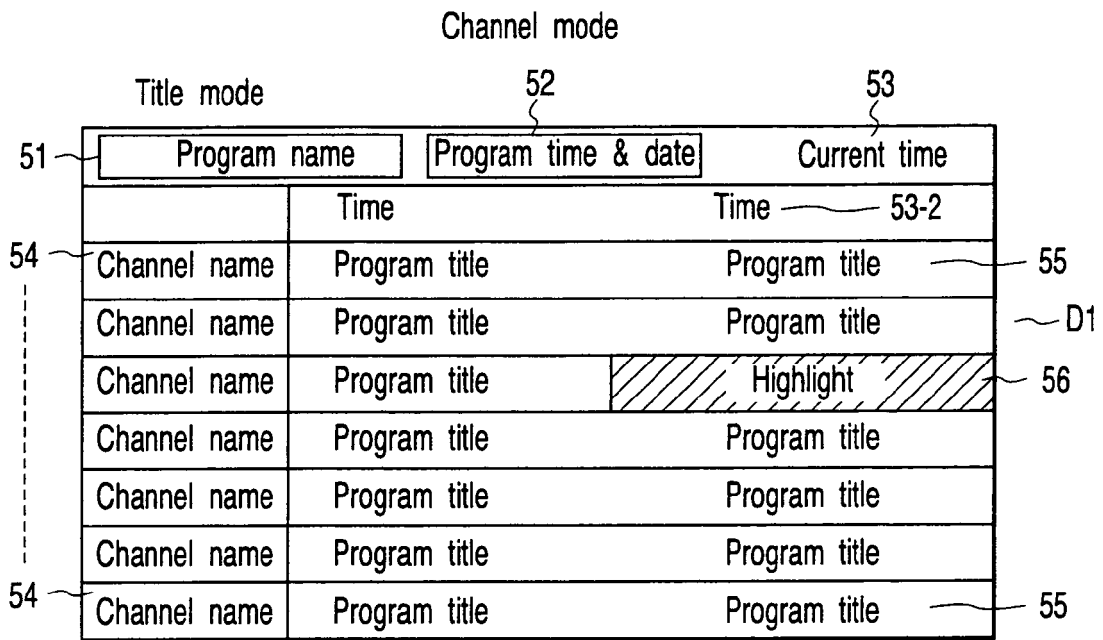 Channel mode
Title mode 52 53
51 Program name Program time & date Current time
Time Time 53-2
54 Channel name Program title Program title 55
Channel name Program title Program title D1
Channel name Program title Highlight 56
Channel name Program title Program title
Channel name Program title Program title
Channel name Program title Program title
54 Channel name Program title Program title 55